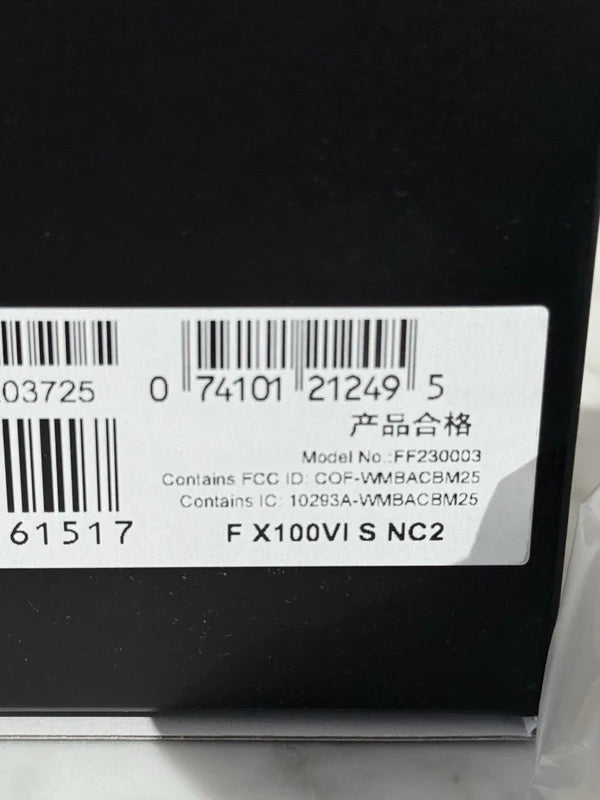 03725
0 74101 21249 5
产品合格
Model No.:FF230003
Contains FCC ID: COF-WMBACBM25
Contains IC: 10293A-WMBACBM25
61517
F X100VI S NC2